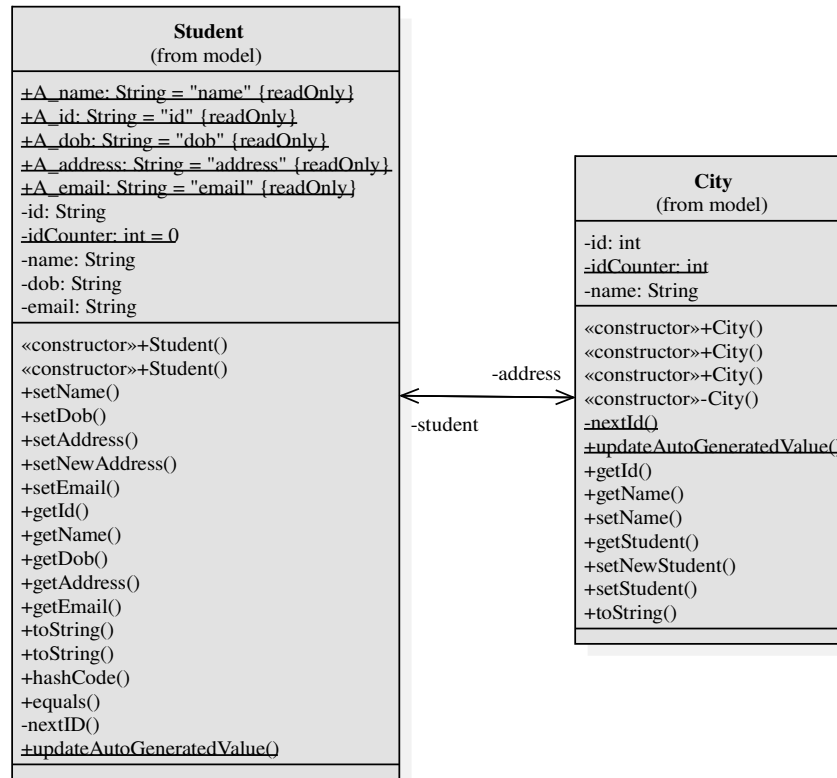 Student
(from model)
+A_name: String = "name" {readOnly}
+A_id: String = "id" {readOnly}
+A_dob: String = "dob" {readOnly}
+A_address: String = "address" {readOnly}
+A_email: String = "email" {readOnly}
-id: String
-idCounter: int = 0
-name: String
-dob: String
-email: String
«constructor»+Student()
«constructor»+Student()
+setName()
+setDob()
+setAddress()
+setNewAddress()
+setEmail()
+getId()
+getName()
+getDob()
+getAddress()
+getEmail()
+toString()
+toString()
+hashCode()
+equals()
-nextID()
+updateAutoGeneratedValue()
-address
-student
City
(from model)
-id: int
-idCounter: int
-name: String
«constructor»+City()
«constructor»+City()
«constructor»+City()
«constructor»-City()
-nextId()
+updateAutoGeneratedValue()
+getId()
+getName()
+setName()
+getStudent()
+setNewStudent()
+setStudent()
+toString()